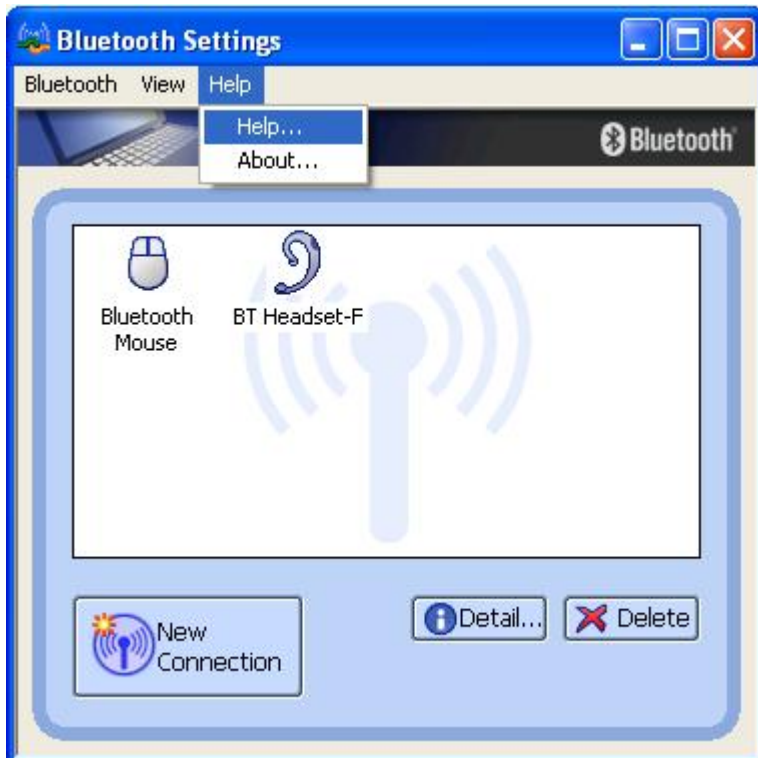 Bluetooth Settings
Bluetooth View Help
Help...
About...
Bluetooth
Bluetooth
Mouse
BT Headset-F
New
Connection
Detail...
Delete